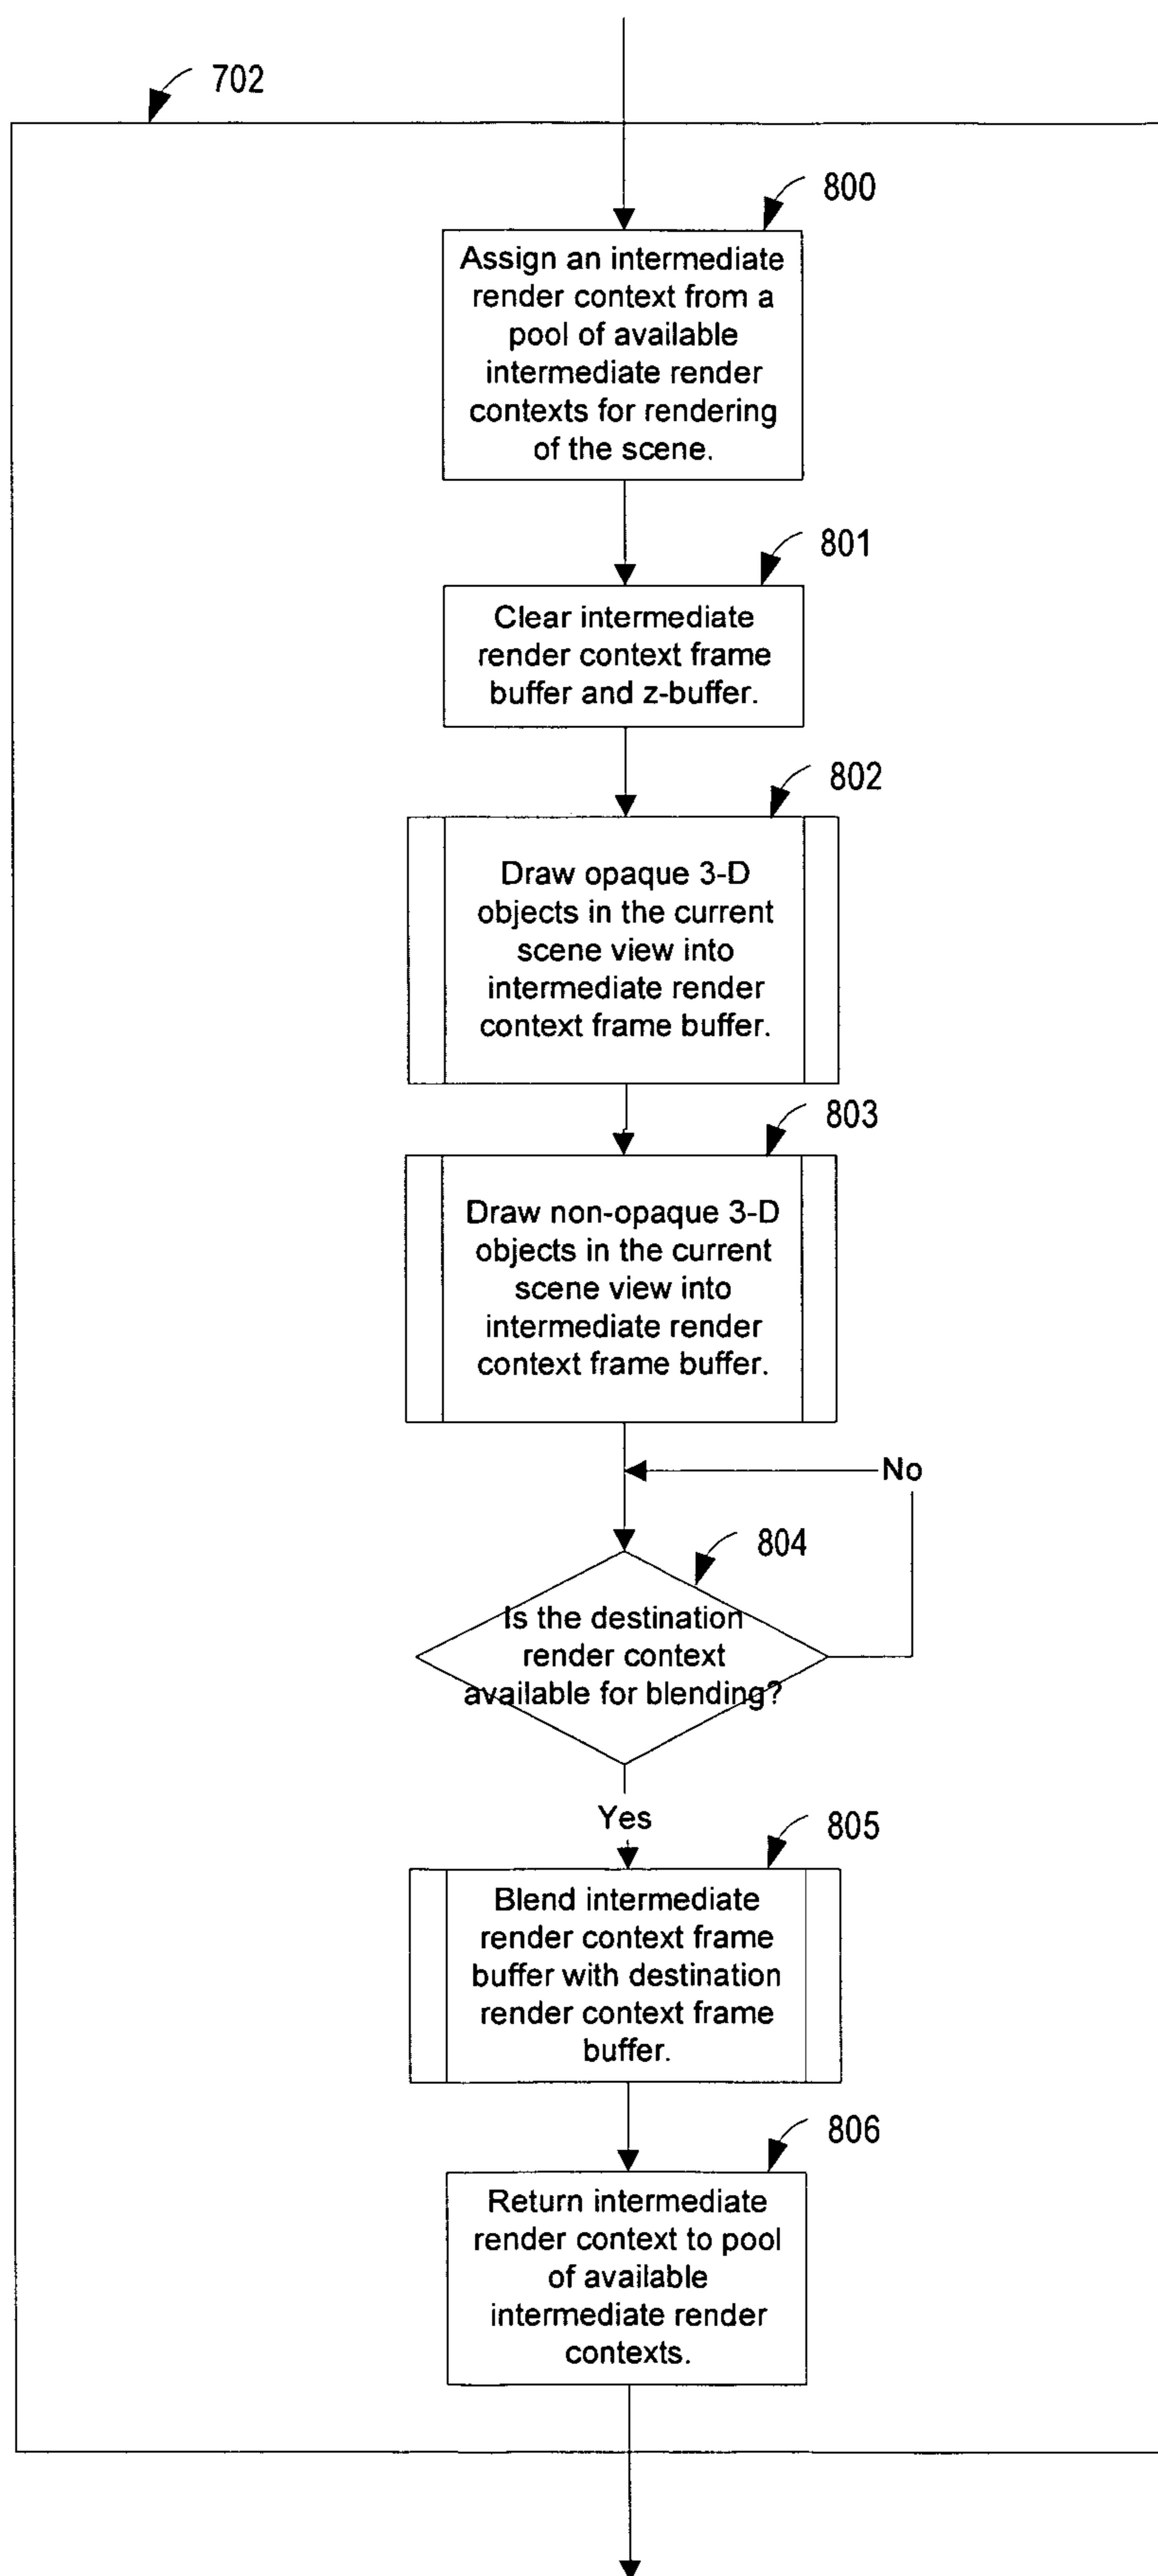 702
800
Assign an intermediate
render context from a
pool of available
intermediate render
contexts for rendering
of the scene.
801
Clear intermediate
render context frame
buffer and z-buffer.
802
Draw opaque 3-D
objects in the current
scene view into
intermediate render
context frame buffer.
803
Draw non-opaque 3-D
objects in the current
scene view into
intermediate render
context frame buffer.
No
804
Is the destination
render context
available for blending?
Yes
805
Blend intermediate
render context frame
buffer with destination
render context frame
buffer.
806
Return intermediate
render context to pool
of available
intermediate render
contexts.